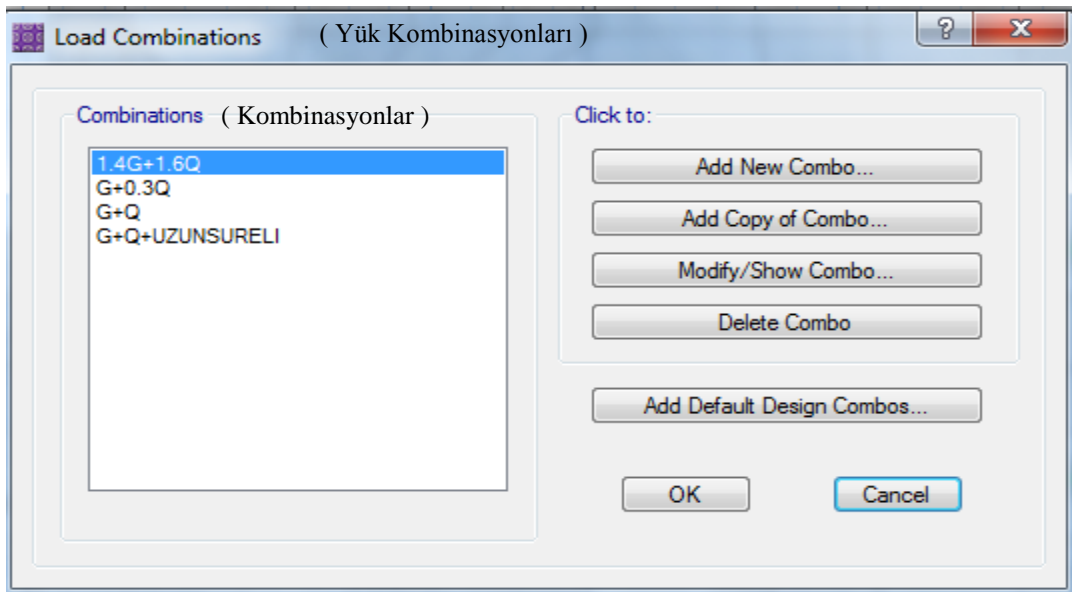 Load Combinations ( Yük Kombinasyonları )
Combinations ( Kombinasyonlar )
1.4G+1.6Q
G+0.3Q
G+Q
G+Q+UZUNSURELI
Click to:
Add New Combo...
Add Copy of Combo...
Modify/Show Combo...
Delete Combo
Add Default Design Combos...
OK
Cancel